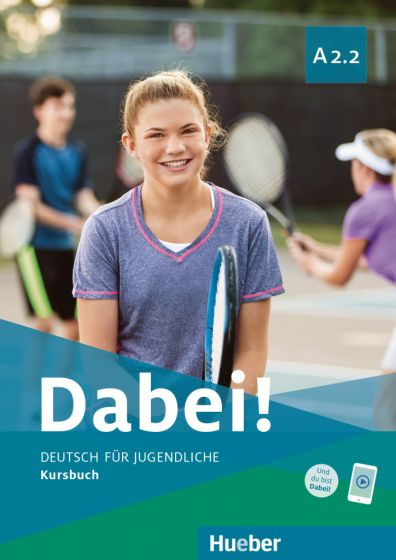 A2.2
Dabei!
DEUTSCH FÜR JUGENDLICHE
Kursbuch
Und
du bist
Dabei!
Hueber